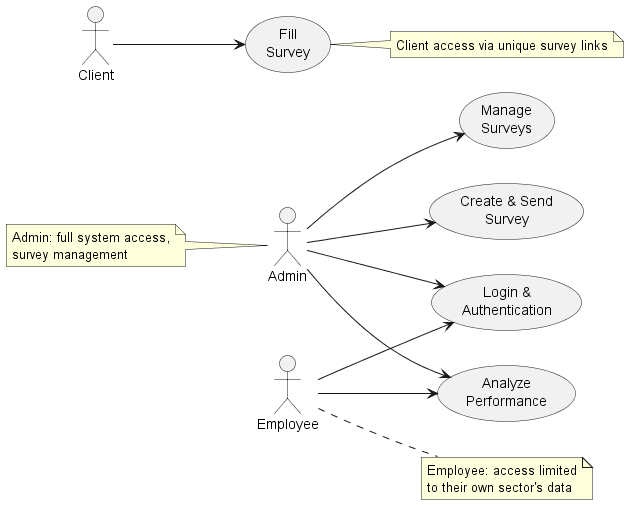 Fill
Survey
Client access via unique survey links
Client
Manage
Surveys
Create & Send
Survey
Admin: full system access,
survey management
Admin
Login &
Authentication
Analyze
Performance
Employee
Employee: access limited
to their own sector's data